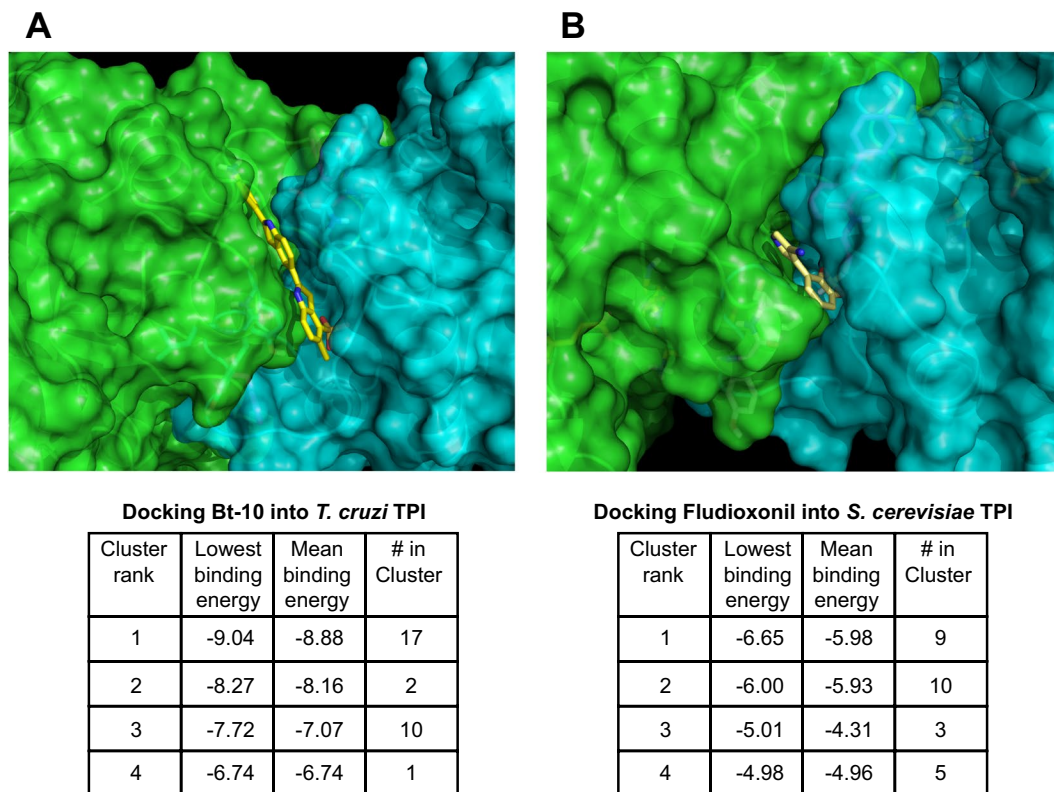 A
B
Docking Bt-10 into T. cruzi TPI
Cluster rank Lowest binding energy Mean binding energy # in Cluster
1 -9.04 -8.88 17
2 -8.27 -8.16 2
3 -7.72 -7.07 10
4 -6.74 -6.74 1
Docking Fludioxonil into S. cerevisiae TPI
Cluster rank Lowest binding energy Mean binding energy # in Cluster
1 -6.65 -5.98 9
2 -6.00 -5.93 10
3 -5.01 -4.31 3
4 -4.98 -4.96 5